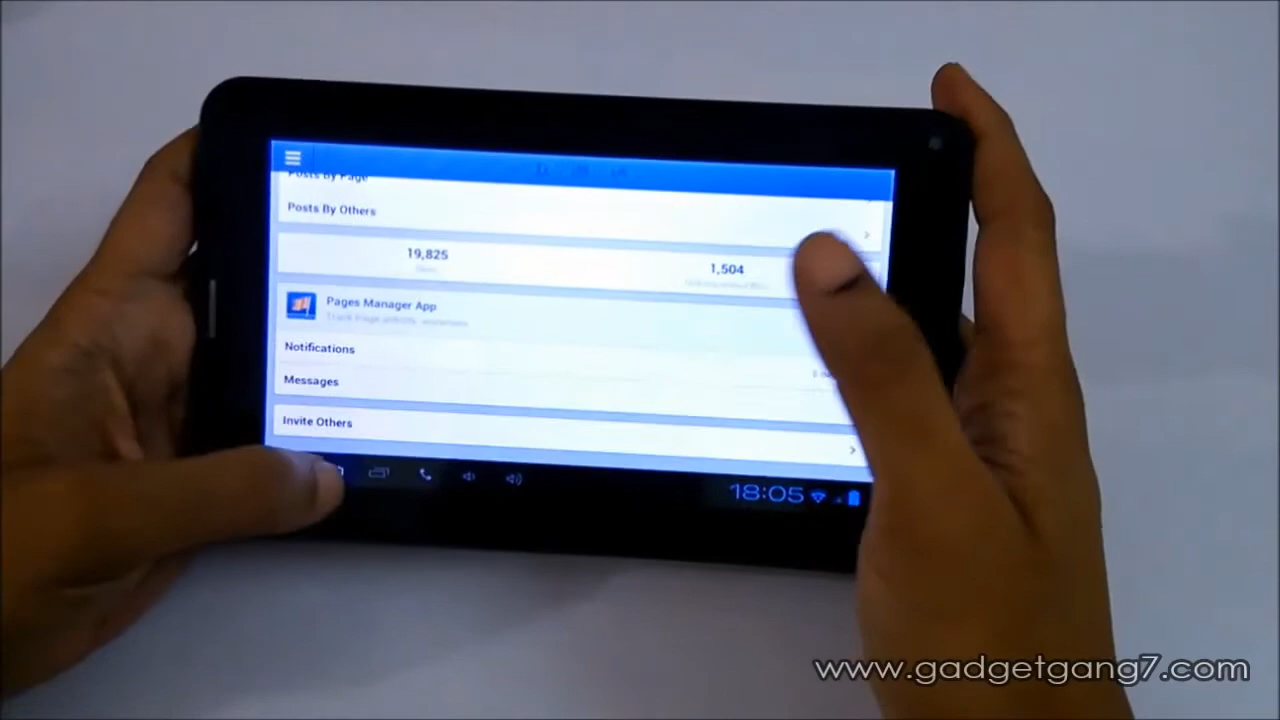 Posts By Page
Posts By Others
19,825
1,504
Pages Manager App
Notifications
Messages
Invite Others
18:05
www.gadgetgang7.com